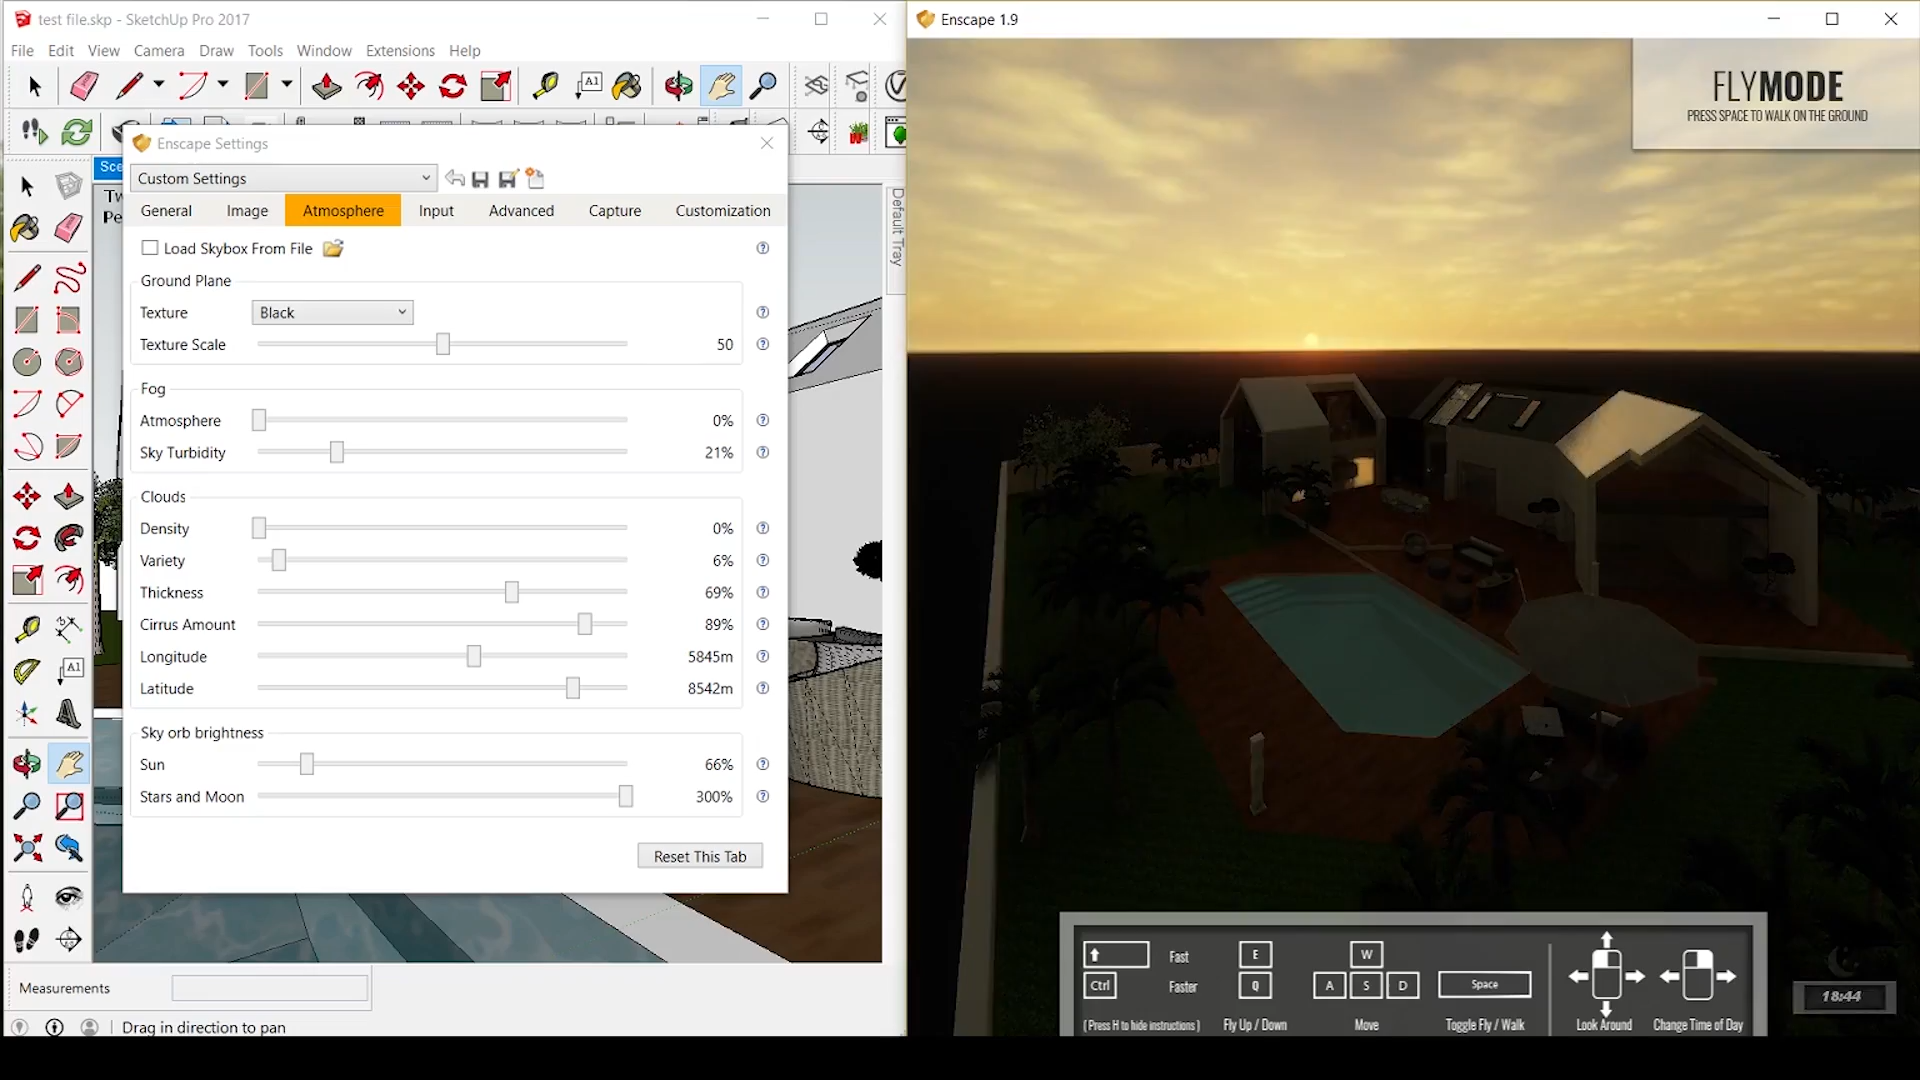 test file.skp - SketchUp Pro 2017
File Edit View Camera Draw Tools Window Extensions Help
A1
Enscape Settings
Custom Settings
General Image Atmosphere Input Advanced Capture Customization
Load Skybox From File
Ground Plane
Texture Black
Texture Scale 50
Fog
Atmosphere 0%
Sky Turbidity 21%
Clouds
Density 0%
Variety 6%
Thickness 69%
Cirrus Amount 89%
Longitude 5845m
Latitude 8542m
Sky orb brightness
Sun 66%
Stars and Moon 300%
Reset This Tab
Sce
Tw
Pe
A1
Default Tray
Measurements
Drag in direction to pan
Enscape 1.9
FLYMODE
PRESS SPACE TO WALK ON THE GROUND
Fast
Ctrl Faster
(Press H to hide instructions)
E
Q
Fly Up / Down
W
A S D
Move
Space
Toggle Fly / Walk
Look Around
Change Time of Day
18:44